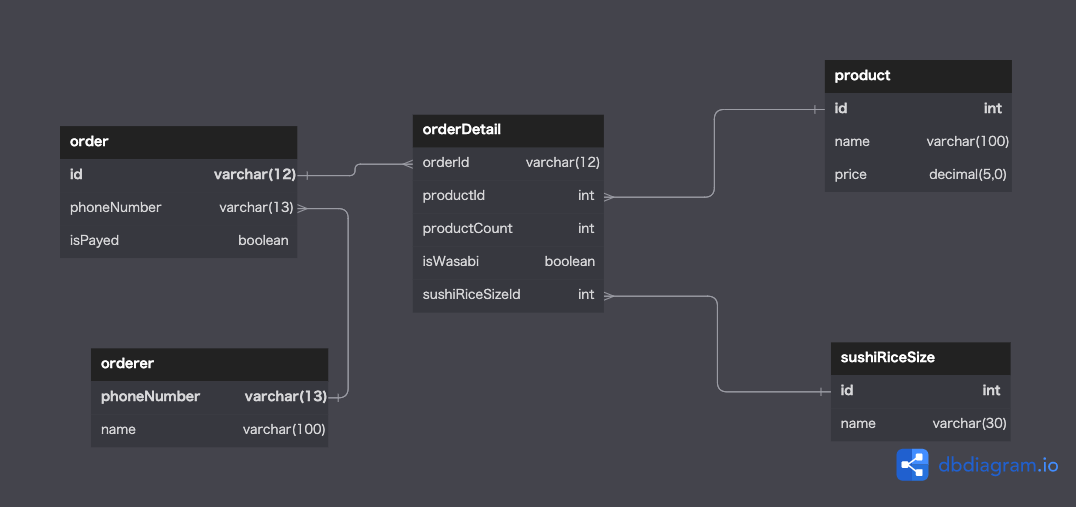 order
id varchar(12)
phoneNumber varchar(13)
isPayed boolean
orderer
phoneNumber varchar(13)
name varchar(100)
orderDetail
orderId varchar(12)
productId int
productCount int
isWasabi boolean
sushiRiceSizeId int
product
id int
name varchar(100)
price decimal(5,0)
sushiRiceSize
id int
name varchar(30)
dbdiagram.io